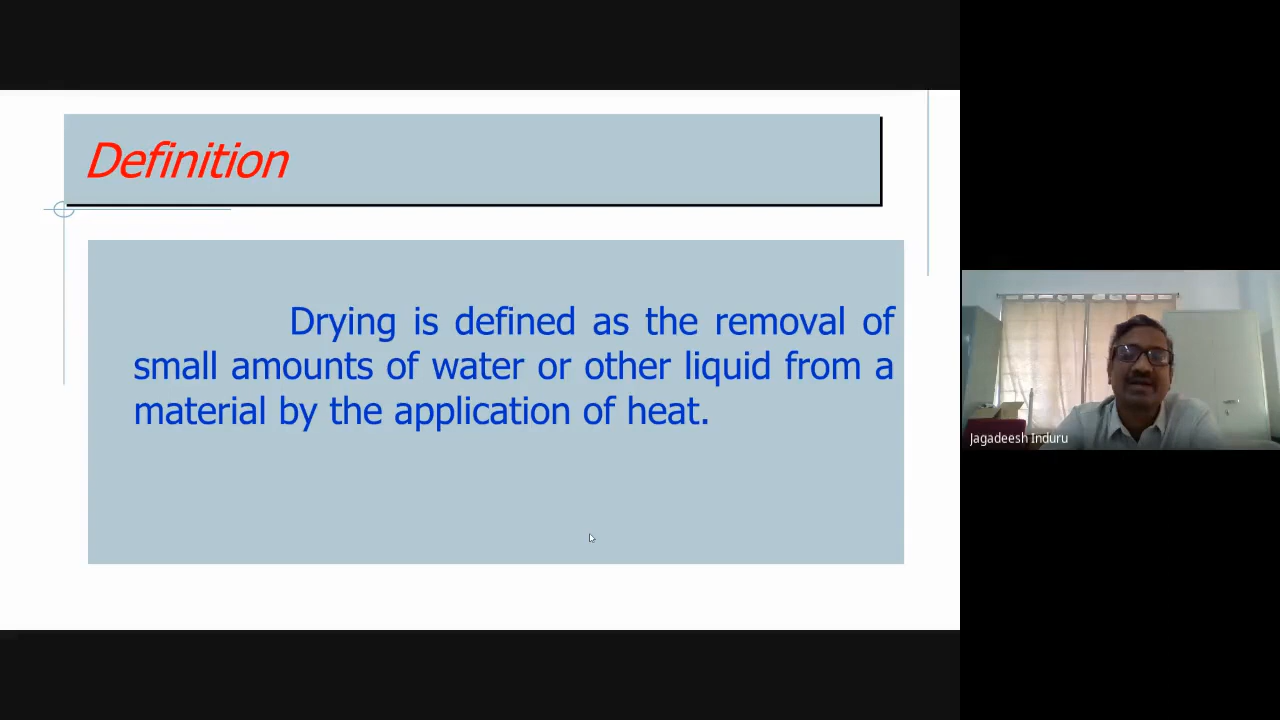 Definition
Drying is defined as the removal of
small amounts of water or other liquid from a
material by the application of heat.
Jagadeesh Induru